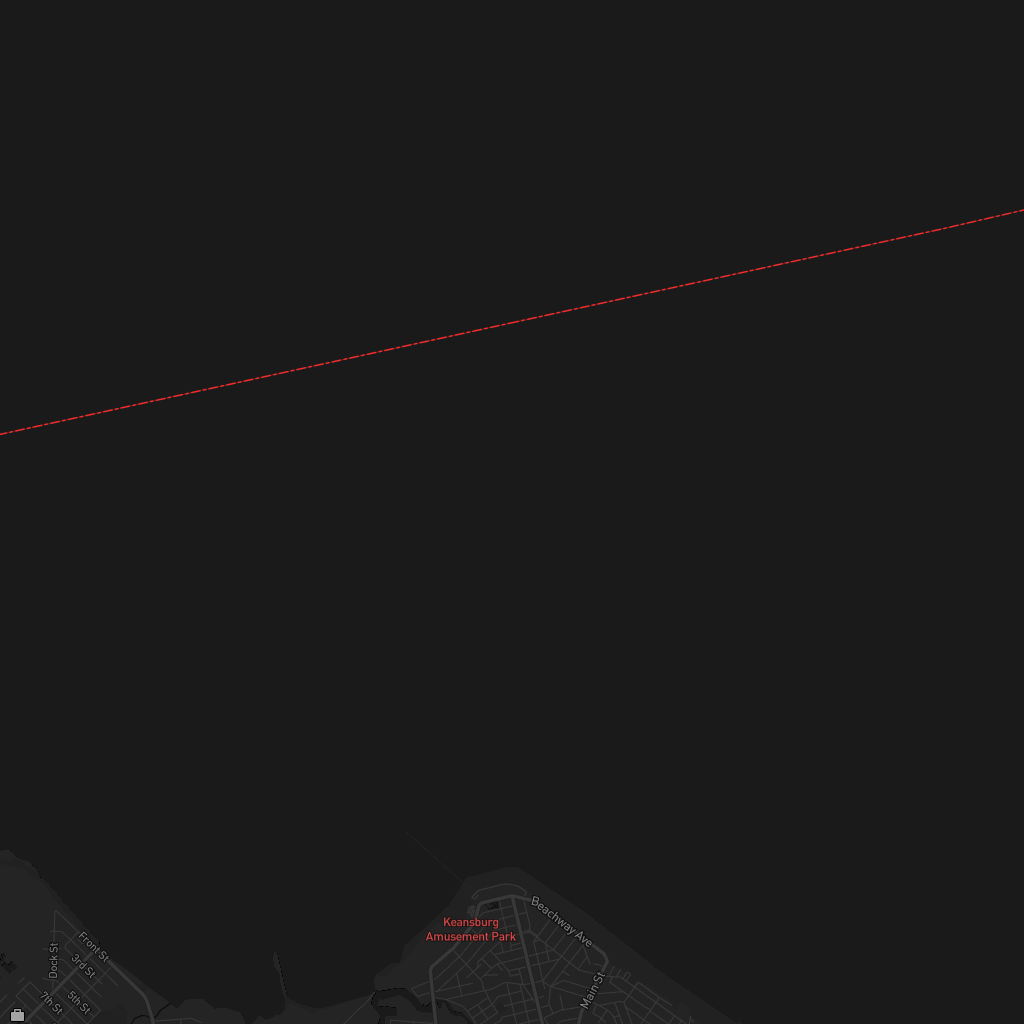 Keansburg
Amusement Park
Beachway Ave
Main St
Front St
Dock St
3rd St
5th St
7th St